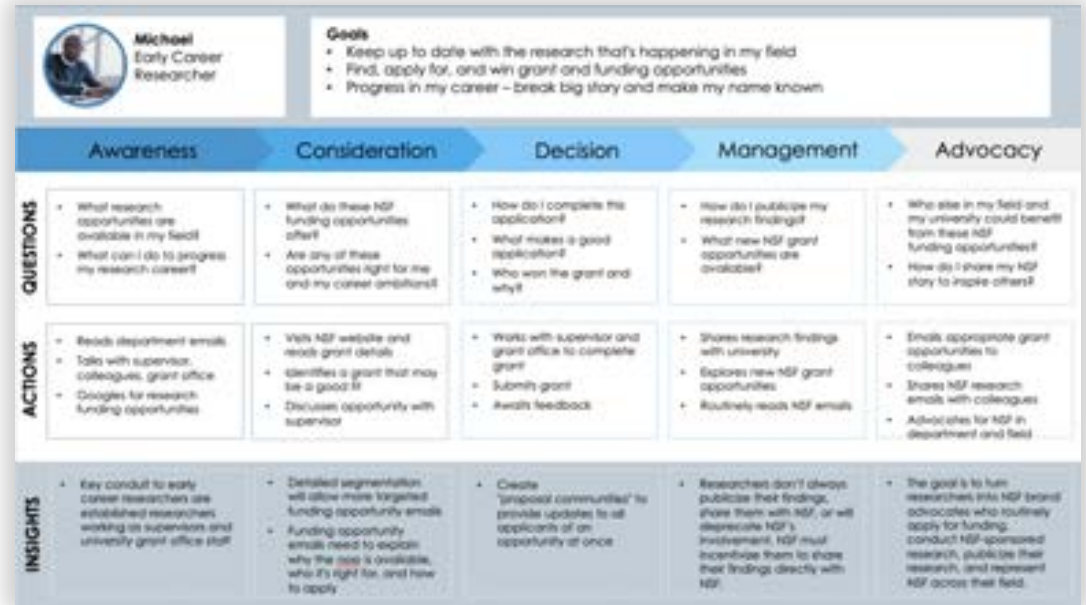 Michael
Early Career
Researcher
Goals
• Keep up to date with the research that's happening in my field
• Find, apply for, and win grant and funding opportunities
• Progress in my career – break big story and make my name known
Awareness
Consideration
Decision
Management
Advocacy
QUESTIONS
• What research
opportunities are
available in my field?
• What can I do to progress
my research career?
• What do these NSF
funding opportunities
offer?
• Are any of these
opportunities right for me
and my career ambitions?
• How do I complete this
application?
• What makes a good
application?
• Who won the grant and
why?
• How do I publicize my
research findings?
• What new NSF grant
opportunities are
available?
• Who else in my field and
my university could benefit
from these NSF
funding opportunities?
• How do I share my NSF
story to inspire others?
ACTIONS
• Reads department emails
• Talks with supervisor,
colleagues, grant office
• Googles for research
funding opportunities
• Visits NSF website and
reads grant details
• Identifies a grant that may
be a good fit
• Discusses opportunity with
supervisor
• Works with supervisor and
grant office to complete
grant
• Submits grant
• Awaits feedback
• Shares research findings
with university
• Explores new NSF grant
opportunities
• Routinely reads NSF emails
• Emails appropriate grant
opportunities to
colleagues
• Shares NSF research
emails with colleagues
• Advocates for NSF in
department and field
INSIGHTS
• Key conduit to early
career researchers are
established researchers
working as supervisors and
university grant office staff
• Detailed segmentation
will allow more targeted
funding opportunity emails
• Funding opportunity
emails need to explain
why the opp is available,
who it's right for, and how
to apply
• Create
"proposal communities" to
provide updates to all
applicants of an
opportunity at once
• Researchers don't always
publicize their findings,
share them with NSF, or will
deprecate NSF's
involvement. NSF must
incentivize them to share
their findings directly with
NSF.
• The goal is to turn
researchers into NSF brand
advocates who routinely
apply for funding,
conduct NSF-sponsored
research, publicize their
research, and represent
NSF across their field.